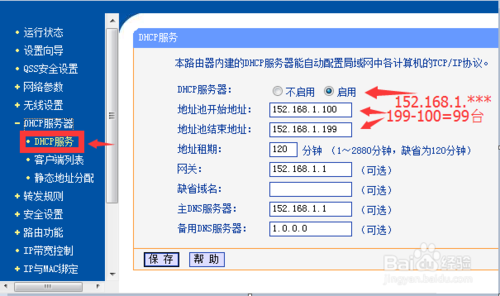 运行状态
设置向导
QSS安全设置
网络参数
无线设置
DHCP服务器
DHCP服务
客户端列表
静态地址分配
转发规则
安全设置
路由功能
IP带宽控制
IP与MAC绑定
DHCP服务
本路由器内建的DHCP服务器能自动配置局域网中各计算机的TCP/IP协议。
DHCP服务器: 不启用 启用
地址池开始地址: 152.168.1.100
地址池结束地址: 152.168.1.199
152.168.1.***
199-100=99台
地址租期: 120 分钟 (1~2880分钟,缺省为120分钟)
网关: 152.168.1.1 (可选)
缺省域名: (可选)
主DNS服务器: 152.168.1.1 (可选)
备用DNS服务器: 1.0.0.0 (可选)
保 存 帮 助
Baidu经验